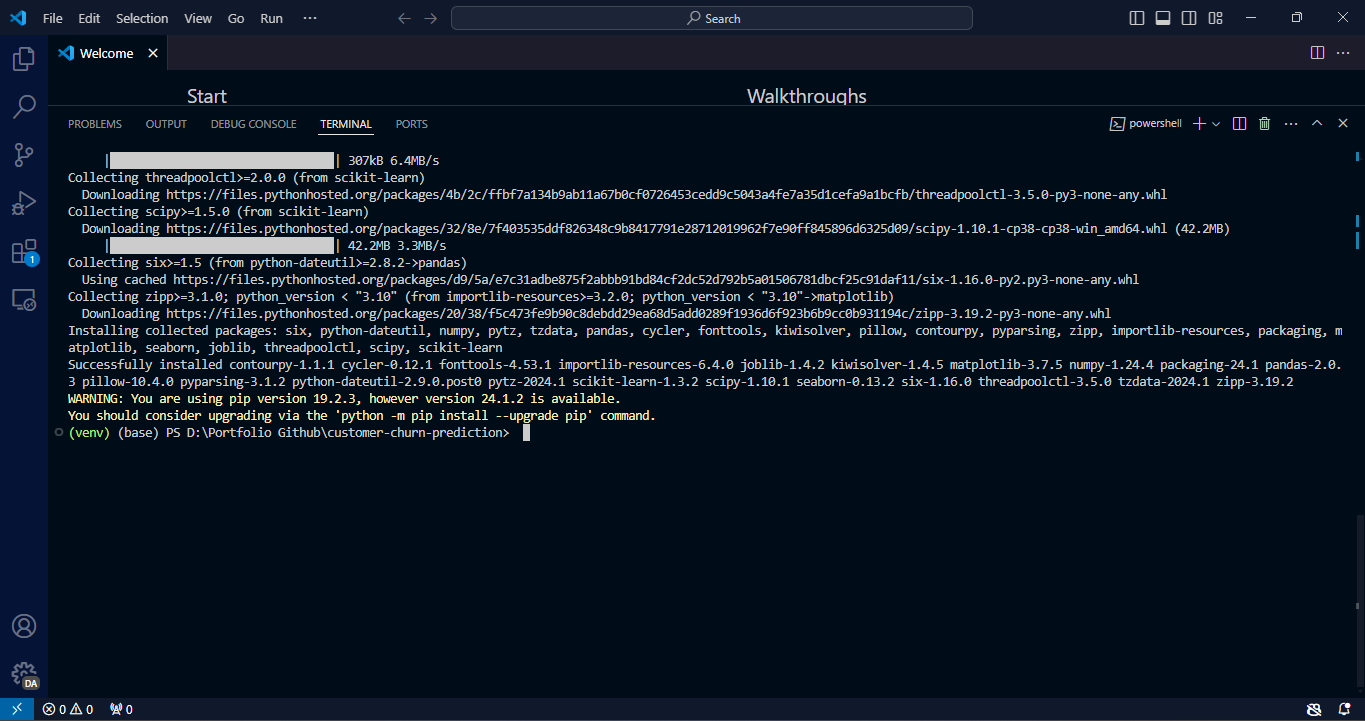 File Edit Selection View Go Run ··· Search
Welcome
Start Walkthroughs
PROBLEMS OUTPUT DEBUG CONSOLE TERMINAL PORTS powershell
307kB 6.4MB/s
Collecting threadpoolctl>=2.0.0 (from scikit-learn)
Downloading https://files.pythonhosted.org/packages/4b/2c/ffbf7a134b9ab11a67b0cf0726453cedd9c5043a4fe7a35d1cefa9a1bcfb/threadpoolctl-3.5.0-py3-none-any.whl
Collecting scipy>=1.5.0 (from scikit-learn)
Downloading https://files.pythonhosted.org/packages/32/8e/7f403535ddf826348c9b8417791e28712019962f7e90ff845896d6325d09/scipy-1.10.1-cp38-cp38-win_amd64.whl (42.2MB)
42.2MB 3.3MB/s
Collecting six>=1.5 (from python-dateutil>=2.8.2->pandas)
Using cached https://files.pythonhosted.org/packages/d9/5a/e7c31adbe875f2abbb91bd84cf2dc52d792b5a01506781dbcf25c91daf11/six-1.16.0-py2.py3-none-any.whl
Collecting zipp>=3.1.0; python_version < "3.10" (from importlib-resources>=3.2.0; python_version < "3.10"->matplotlib)
Downloading https://files.pythonhosted.org/packages/20/38/f5c473fe9b90c8debdd29ea68d5add0289f1936d6f923b6b9cc0b931194c/zipp-3.19.2-py3-none-any.whl
Installing collected packages: six, python-dateutil, numpy, pytz, tzdata, pandas, cycler, fonttools, kiwisolver, pillow, contourpy, pyparsing, zipp, importlib-resources, packaging, m
atplotlib, seaborn, joblib, threadpoolctl, scipy, scikit-learn
Successfully installed contourpy-1.1.1 cycler-0.12.1 fonttools-4.53.1 importlib-resources-6.4.0 joblib-1.4.2 kiwisolver-1.4.5 matplotlib-3.7.5 numpy-1.24.4 packaging-24.1 pandas-2.0.
3 pillow-10.4.0 pyparsing-3.1.2 python-dateutil-2.9.0.post0 pytz-2024.1 scikit-learn-1.3.2 scipy-1.10.1 seaborn-0.13.2 six-1.16.0 threadpoolctl-3.5.0 tzdata-2024.1 zipp-3.19.2
WARNING: You are using pip version 19.2.3, however version 24.1.2 is available.
You should consider upgrading via the 'python -m pip install --upgrade pip' command.
(venv) (base) PS D:\Portfolio Github\customer-churn-prediction>
1
DA
0 0 0